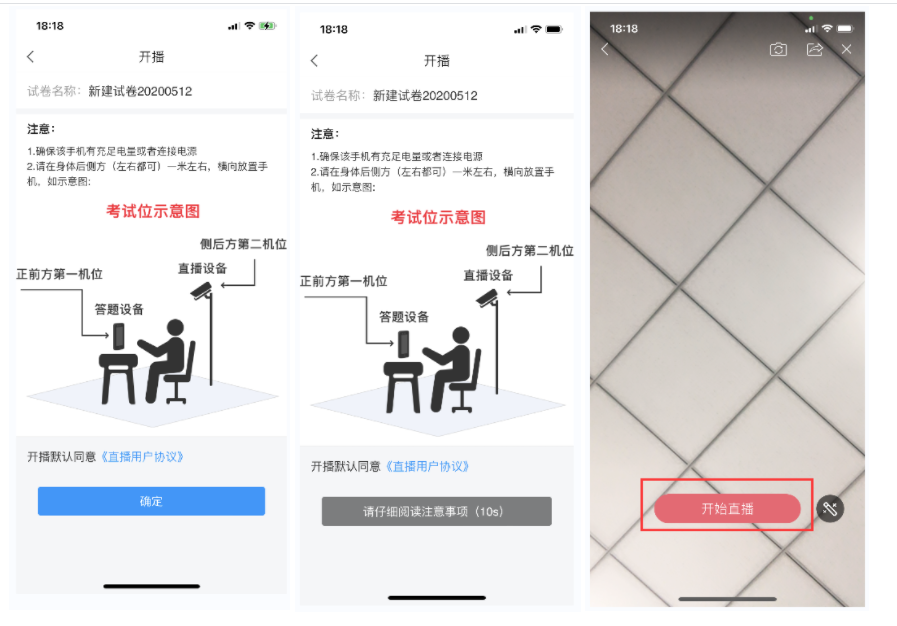 18:18
开播
试卷名称：新建试卷20200512
注意：
1.确保该手机有充足电量或者连接电源
2.请在身体后侧方（左右都可）一米左右，横向放置手
机，如示意图:
考试位示意图
侧后方第二机位
正前方第一机位
直播设备
答题设备
开播默认同意《直播用户协议》
确定
18:18
开播
试卷名称：新建试卷20200512
注意：
1.确保该手机有充足电量或者连接电源
2.请在身体后侧方（左右都可）一米左右，横向放置手
机，如示意图:
考试位示意图
侧后方第二机位
正前方第一机位
直播设备
答题设备
开播默认同意《直播用户协议》
请仔细阅读注意事项（10s）
18:18
开始直播